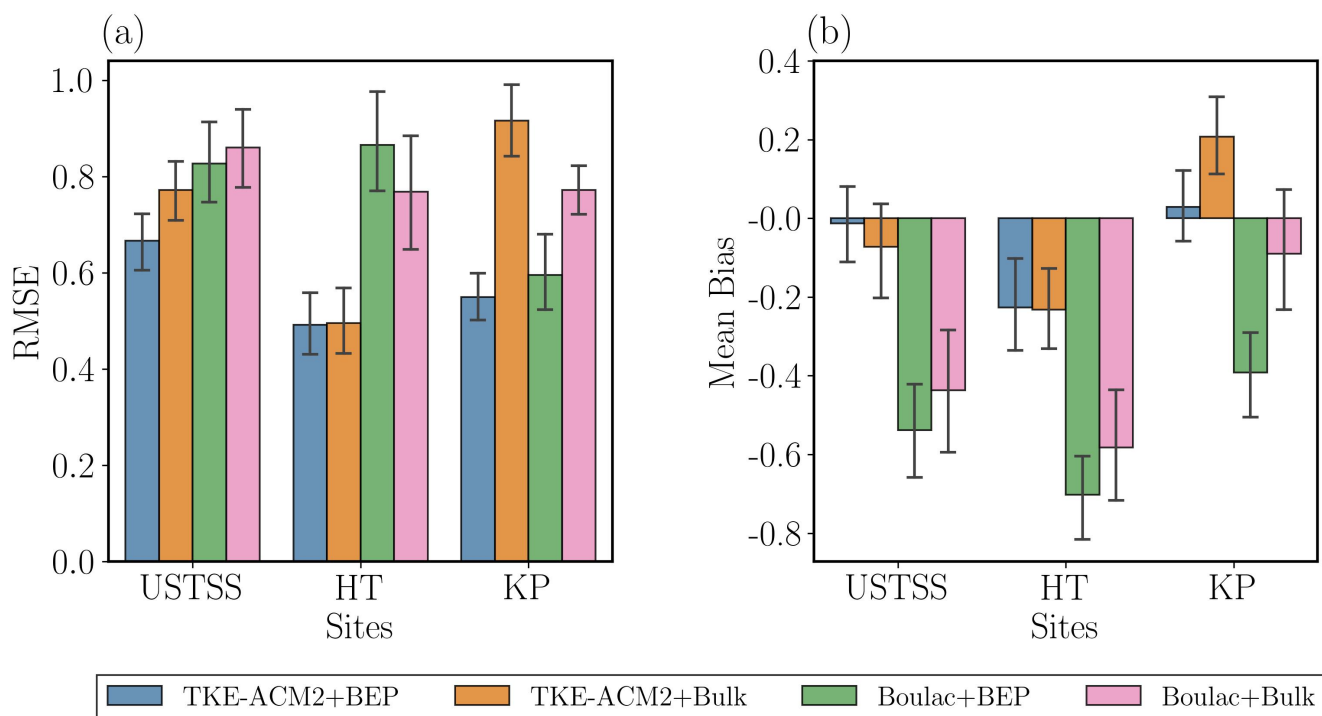 (a)
1.0
0.8
0.6
0.4
0.2
0.0
RMSE
USTSS HT KP
Sites
(b)
0.4
0.2
-0.0
-0.2
-0.4
-0.6
-0.8
Mean Bias
USTSS HT KP
Sites
TKE-ACM2+BEP TKE-ACM2+Bulk Boulac+BEP Boulac+Bulk